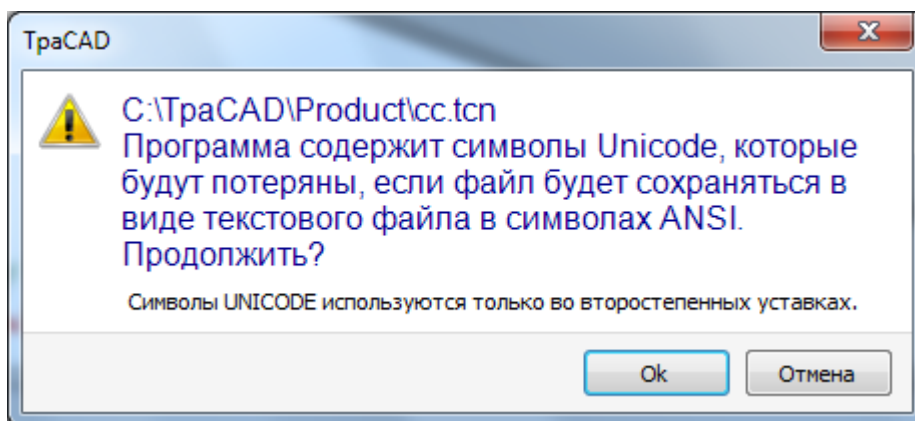 TpaCAD
C:\TpaCAD\Product\cc.tcn
Программа содержит символы Unicode, которые
будут потеряны, если файл будет сохраняться в
виде текстового файла в символах ANSI.
Продолжить?
Символы UNICODE используются только во второстепенных уставках.
Ok
Отмена